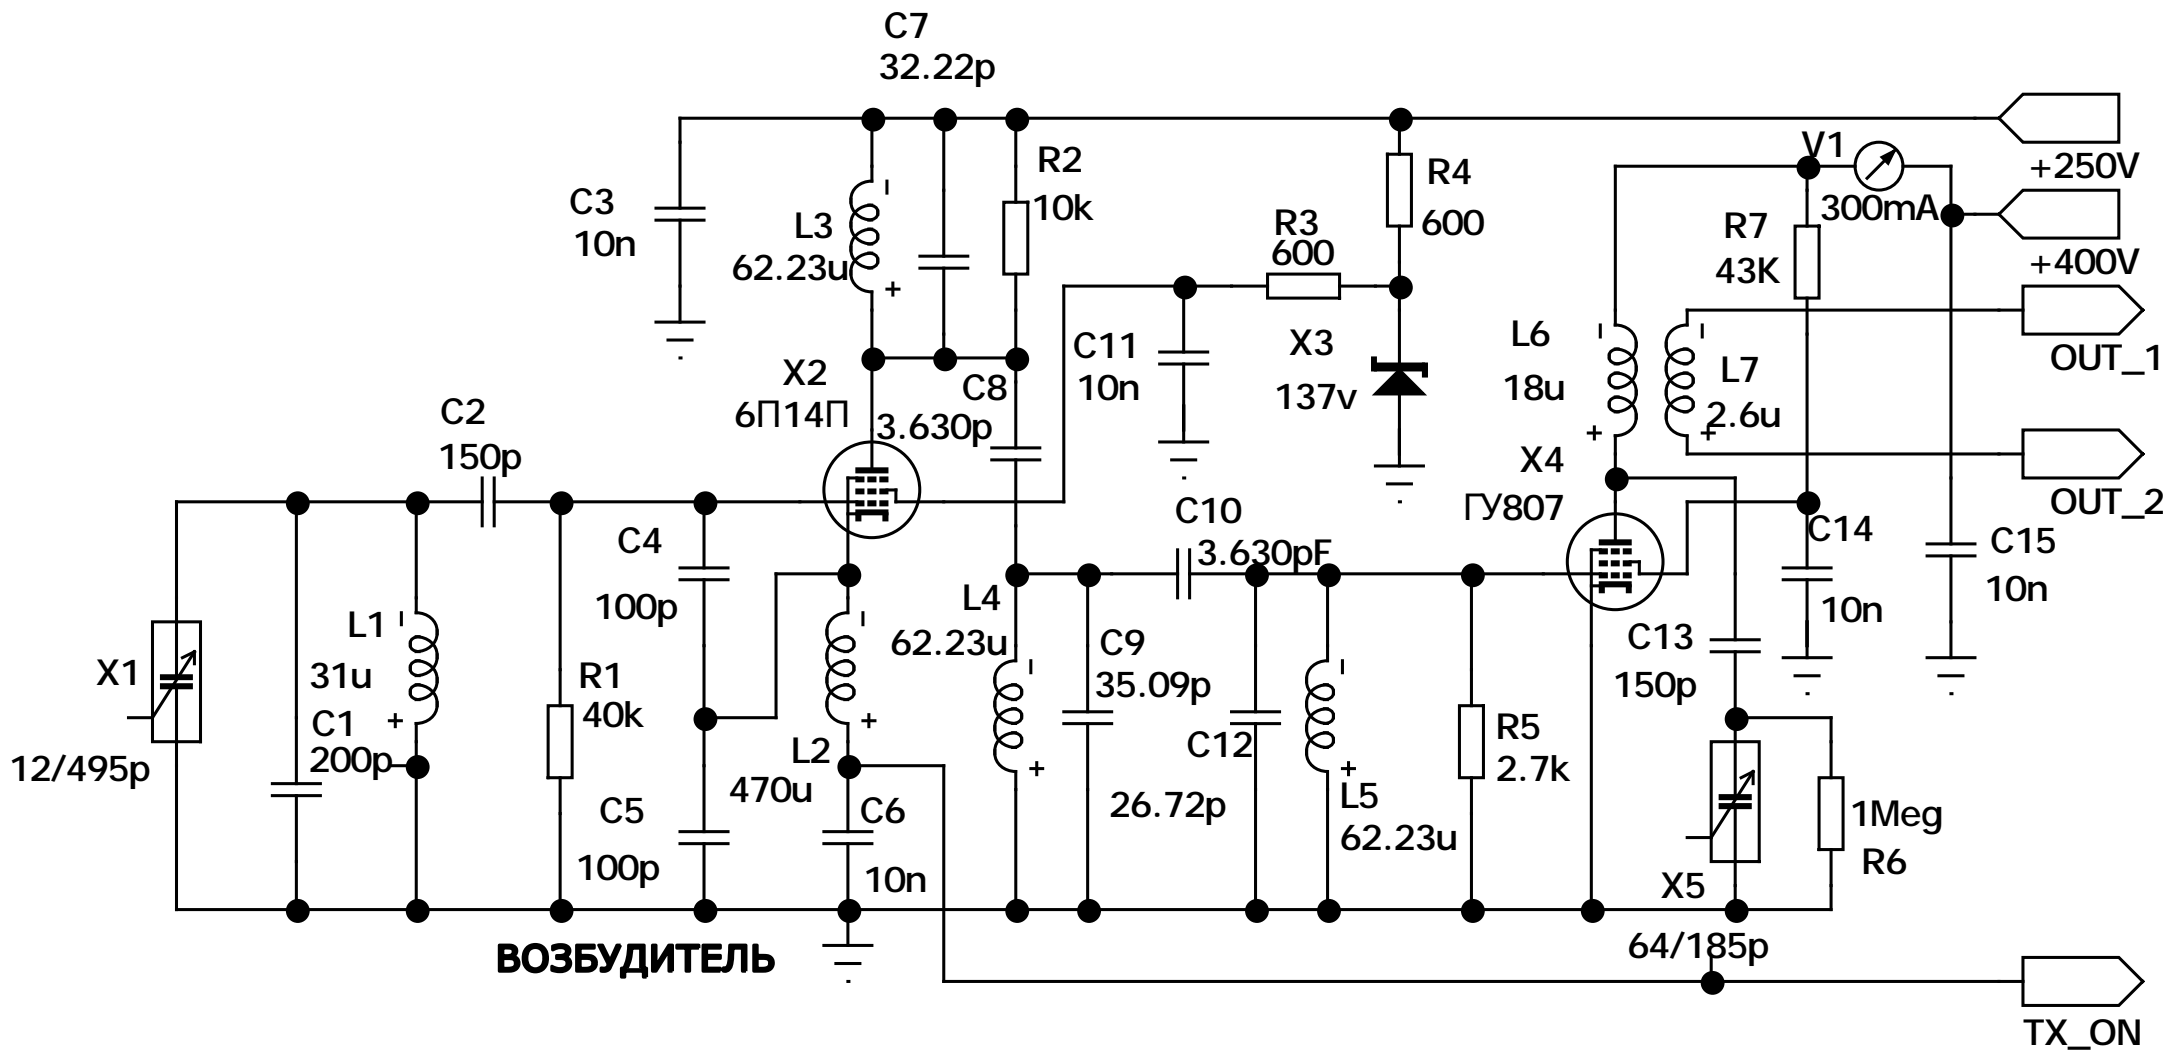 C7
32.22p
C3
10n
L3
62.23u
R2
10k
R4
600
R3
600
V1
300mA
+250V
R7
43K
+400V
OUT_1
C11
10n
X3
137v
L6
18u
L7
2.6u
X2
6П14П
C8
3.630p
C2
150p
X4
ГУ807
OUT_2
C10
3.630pF
C14
10n
C15
10n
C4
100p
L4
62.23u
C9
35.09p
C13
150p
X1
12/495p
L1
31u
C1
200p
R1
40k
L2
470u
C12
26.72p
R5
2.7k
C5
100p
C6
10n
L5
62.23u
1Meg
R6
X5
64/185p
ВОЗБУДИТЕЛЬ
TX_ON